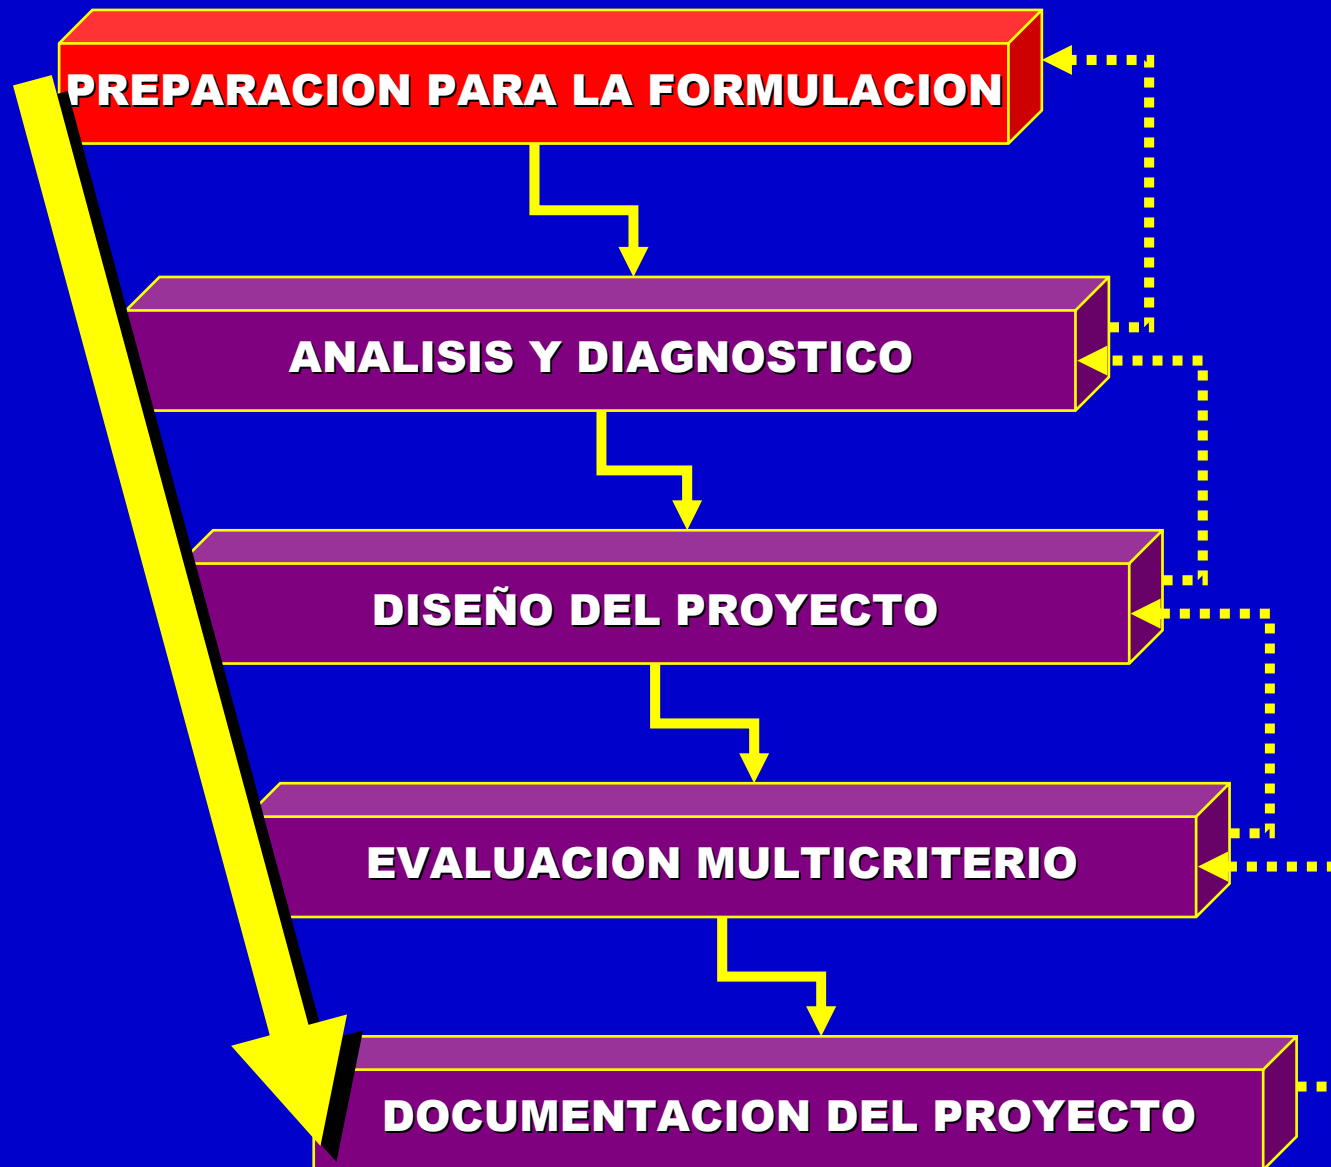 PREPARACION PARA LA FORMULACION
ANALISIS Y DIAGNOSTICO
DISEÑO DEL PROYECTO
EVALUACION MULTICRITERIO
DOCUMENTACION DEL PROYECTO